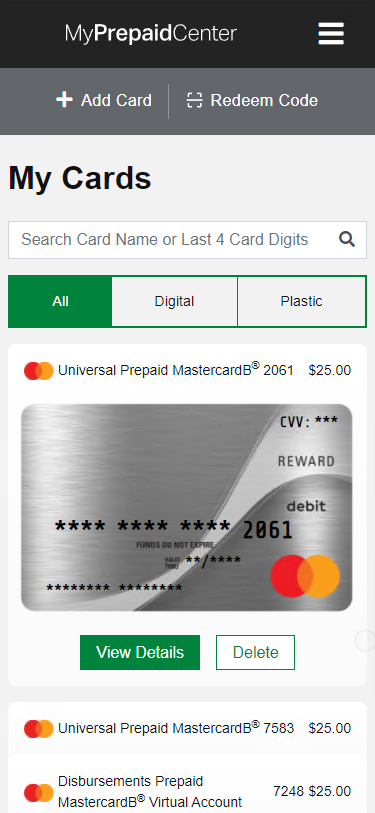 MyPrepaidCenter
Add Card
Redeem Code
My Cards
Search Card Name or Last 4 Card Digits
All Digital Plastic
Universal Prepaid MastercardB® 2061 $25.00
CVV: ***
REWARD
debit
**** **** **** 2061
FUNDS DO NOT EXPIRE
VALID THRU **/****
******** ********
View Details Delete
Universal Prepaid MastercardB® 7583 $25.00
Disbursements Prepaid
MastercardB® Virtual Account 7248 $25.00